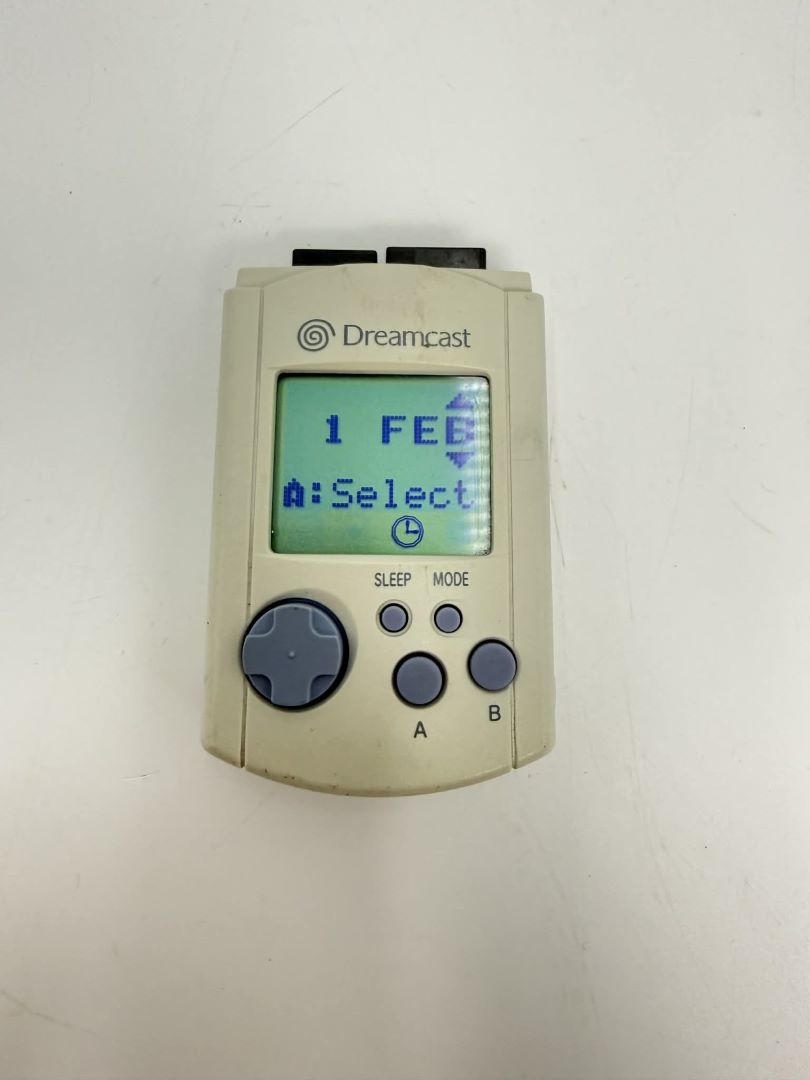 Dreamcast
1 FEB
A:Select
SLEEP MODE
A
B